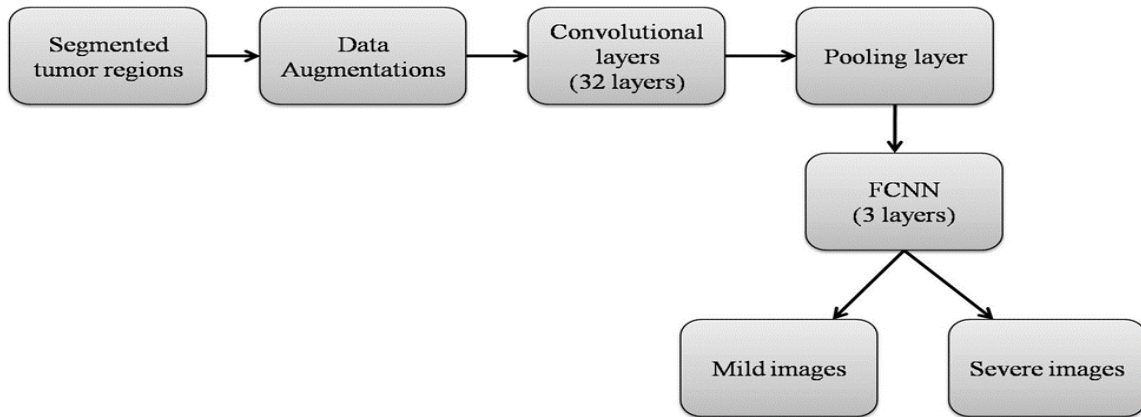 Segmented
tumor regions
Data
Augmentations
Convolutional
layers
(32 layers)
Pooling layer
FCNN
(3 layers)
Mild images
Severe images